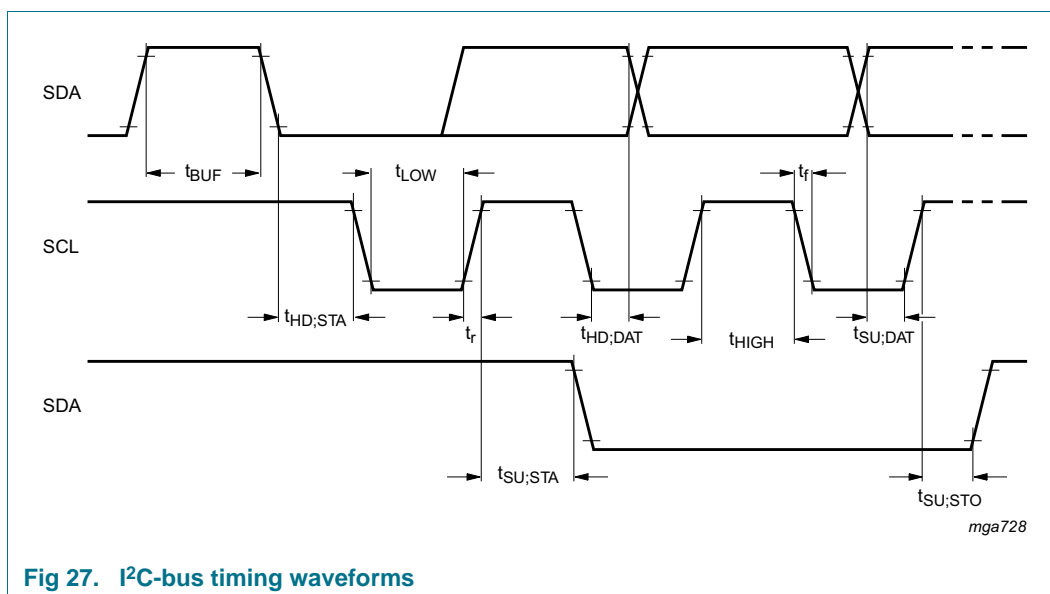 SDA
tBUF
tLOW
tf
SCL
tHD;STA
tr
tHD;DAT
tHIGH
tSU;DAT
SDA
tSU;STA
tSU;STO
mga728
Fig 27. I2C-bus timing waveforms